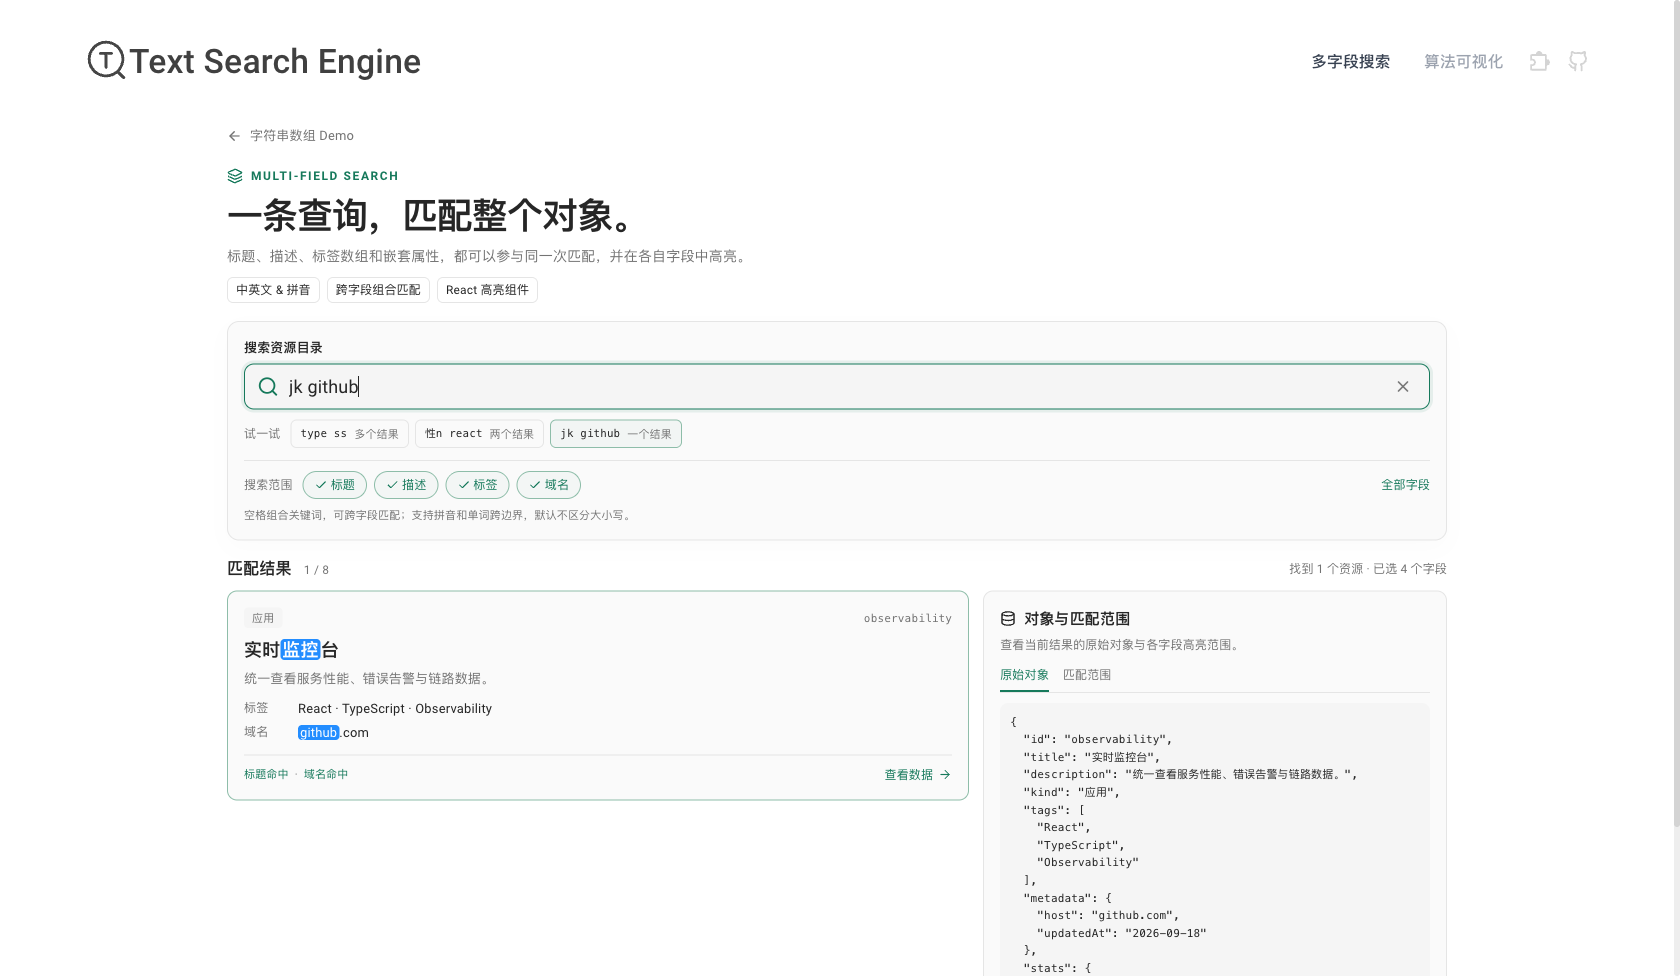 Text Search Engine
多字段搜索
算法可视化
← 字符串数组 Demo
MULTI-FIELD SEARCH
一条查询，匹配整个对象。
标题、描述、标签数组和嵌套属性，都可以参与同一次匹配，并在各自字段中高亮。
中英文 & 拼音
跨字段组合匹配
React 高亮组件
搜索资源目录
jk github
试一试
type ss 多个结果
性n react 两个结果
jk github 一个结果
搜索范围
标题
描述
标签
域名
全部字段
空格组合关键词，可跨字段匹配；支持拼音和单词跨边界，默认不区分大小写。
匹配结果 1 / 8
找到 1 个资源 · 已选 4 个字段
应用
observability
实时监控台
统一查看服务性能、错误告警与链路数据。
标签 React · TypeScript · Observability
域名 github.com
标题命中 · 域名命中
查看数据 →
对象与匹配范围
查看当前结果的原始对象与各字段高亮范围。
原始对象
匹配范围
{
"id": "observability",
"title": "实时监控台",
"description": "统一查看服务性能、错误告警与链路数据。",
"kind": "应用",
"tags": [
"React",
"TypeScript",
"Observability"
],
"metadata": {
"host": "github.com",
"updatedAt": "2026-09-18"
},
"stats": {